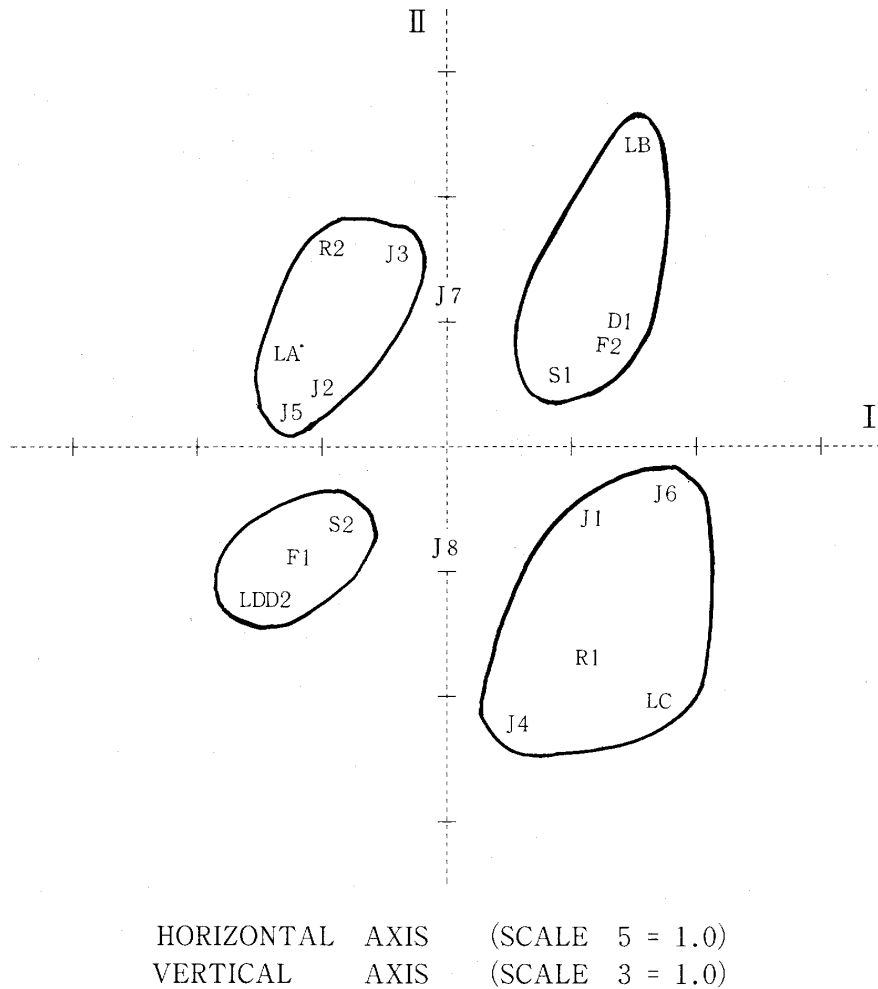 II
LB
R2 J3
J7
D1
LA F2
S1
J2
J5
I
J6
S2 J1
J8
F1
LDD2
R1
LC
J4
HORIZONTAL AXIS (SCALE 5 = 1.0)
VERTICAL AXIS (SCALE 3 = 1.0)